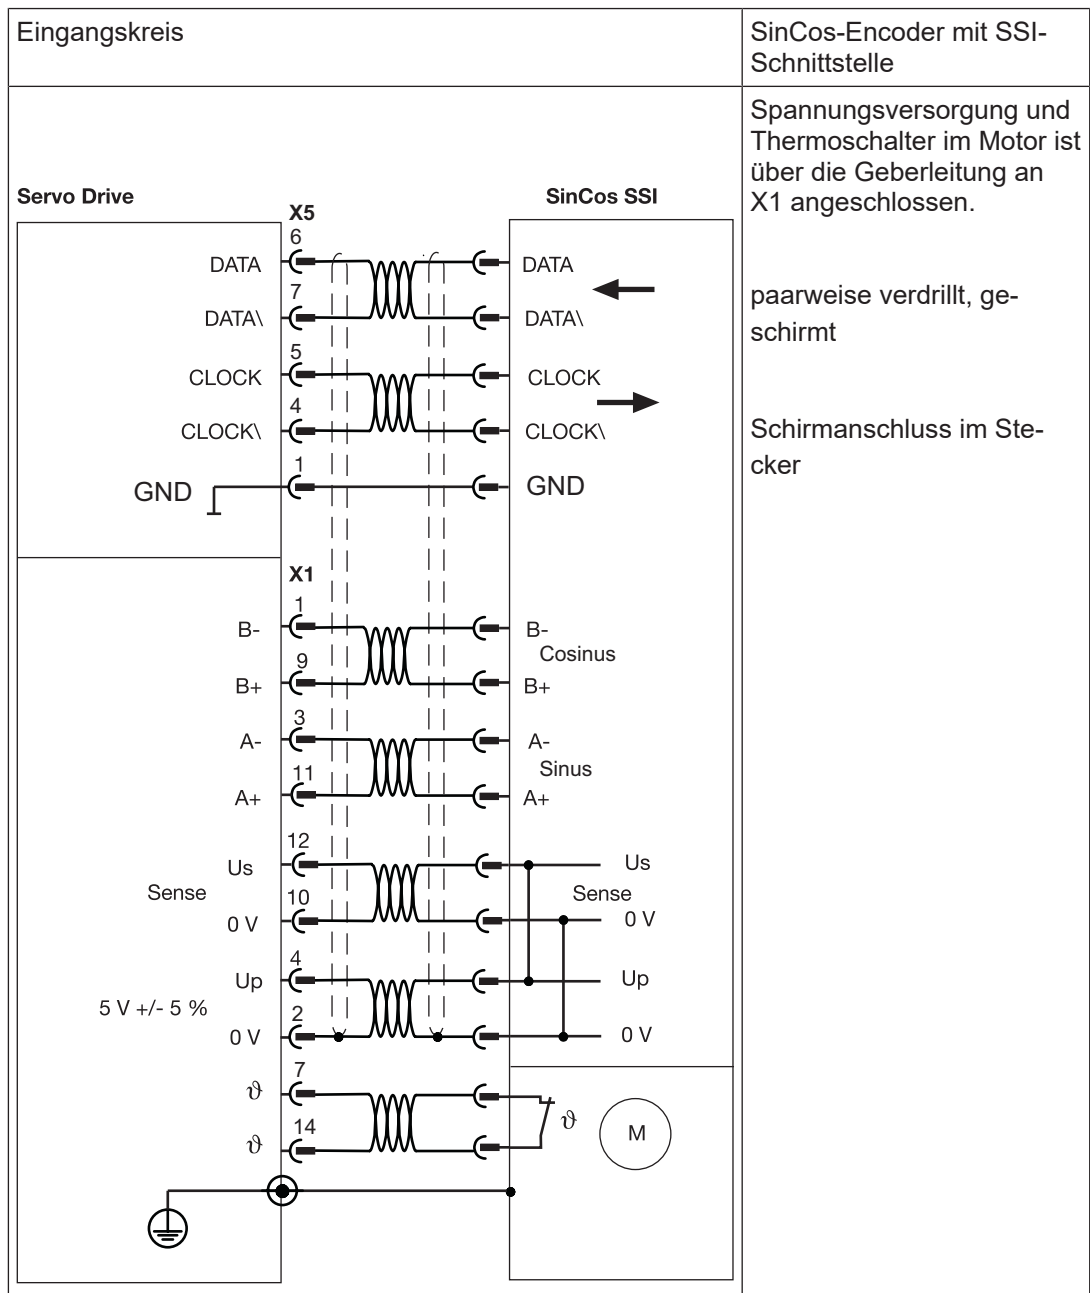 Eingangskreis
SinCos-Encoder mit SSI-
Schnittstelle
Spannungsversorgung und
Thermoschalter im Motor ist
über die Geberleitung an
X1 angeschlossen.
paarweise verdrillt, ge-
schirmt
Schirmanschluss im Ste-
cker
Servo Drive
X5
SinCos SSI
6
DATA
DATA
7
DATA\
DATA\
5
CLOCK
CLOCK
4
CLOCK\
CLOCK\
1
GND
GND
X1
1
B-
B-
Cosinus
9
B+
B+
3
A-
A-
Sinus
11
A+
A+
12
Us
Us
Sense
Sense
10
0 V
0 V
4
Up
Up
5 V +/- 5 %
2
0 V
0 V
7
ϑ
ϑ
M
14
ϑ